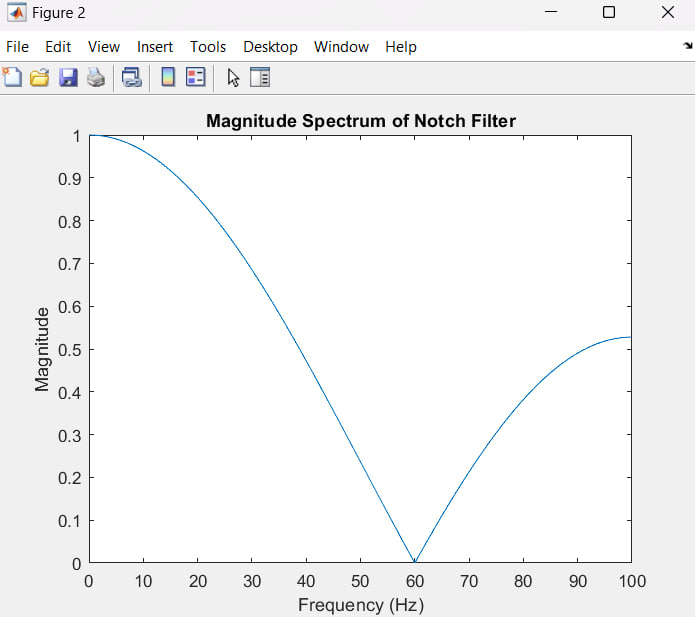 Figure 2
File Edit View Insert Tools Desktop Window Help
Magnitude Spectrum of Notch Filter
1
0.9
0.8
0.7
0.6
0.5
0.4
0.3
0.2
0.1
0
Magnitude
0 10 20 30 40 50 60 70 80 90 100
Frequency (Hz)